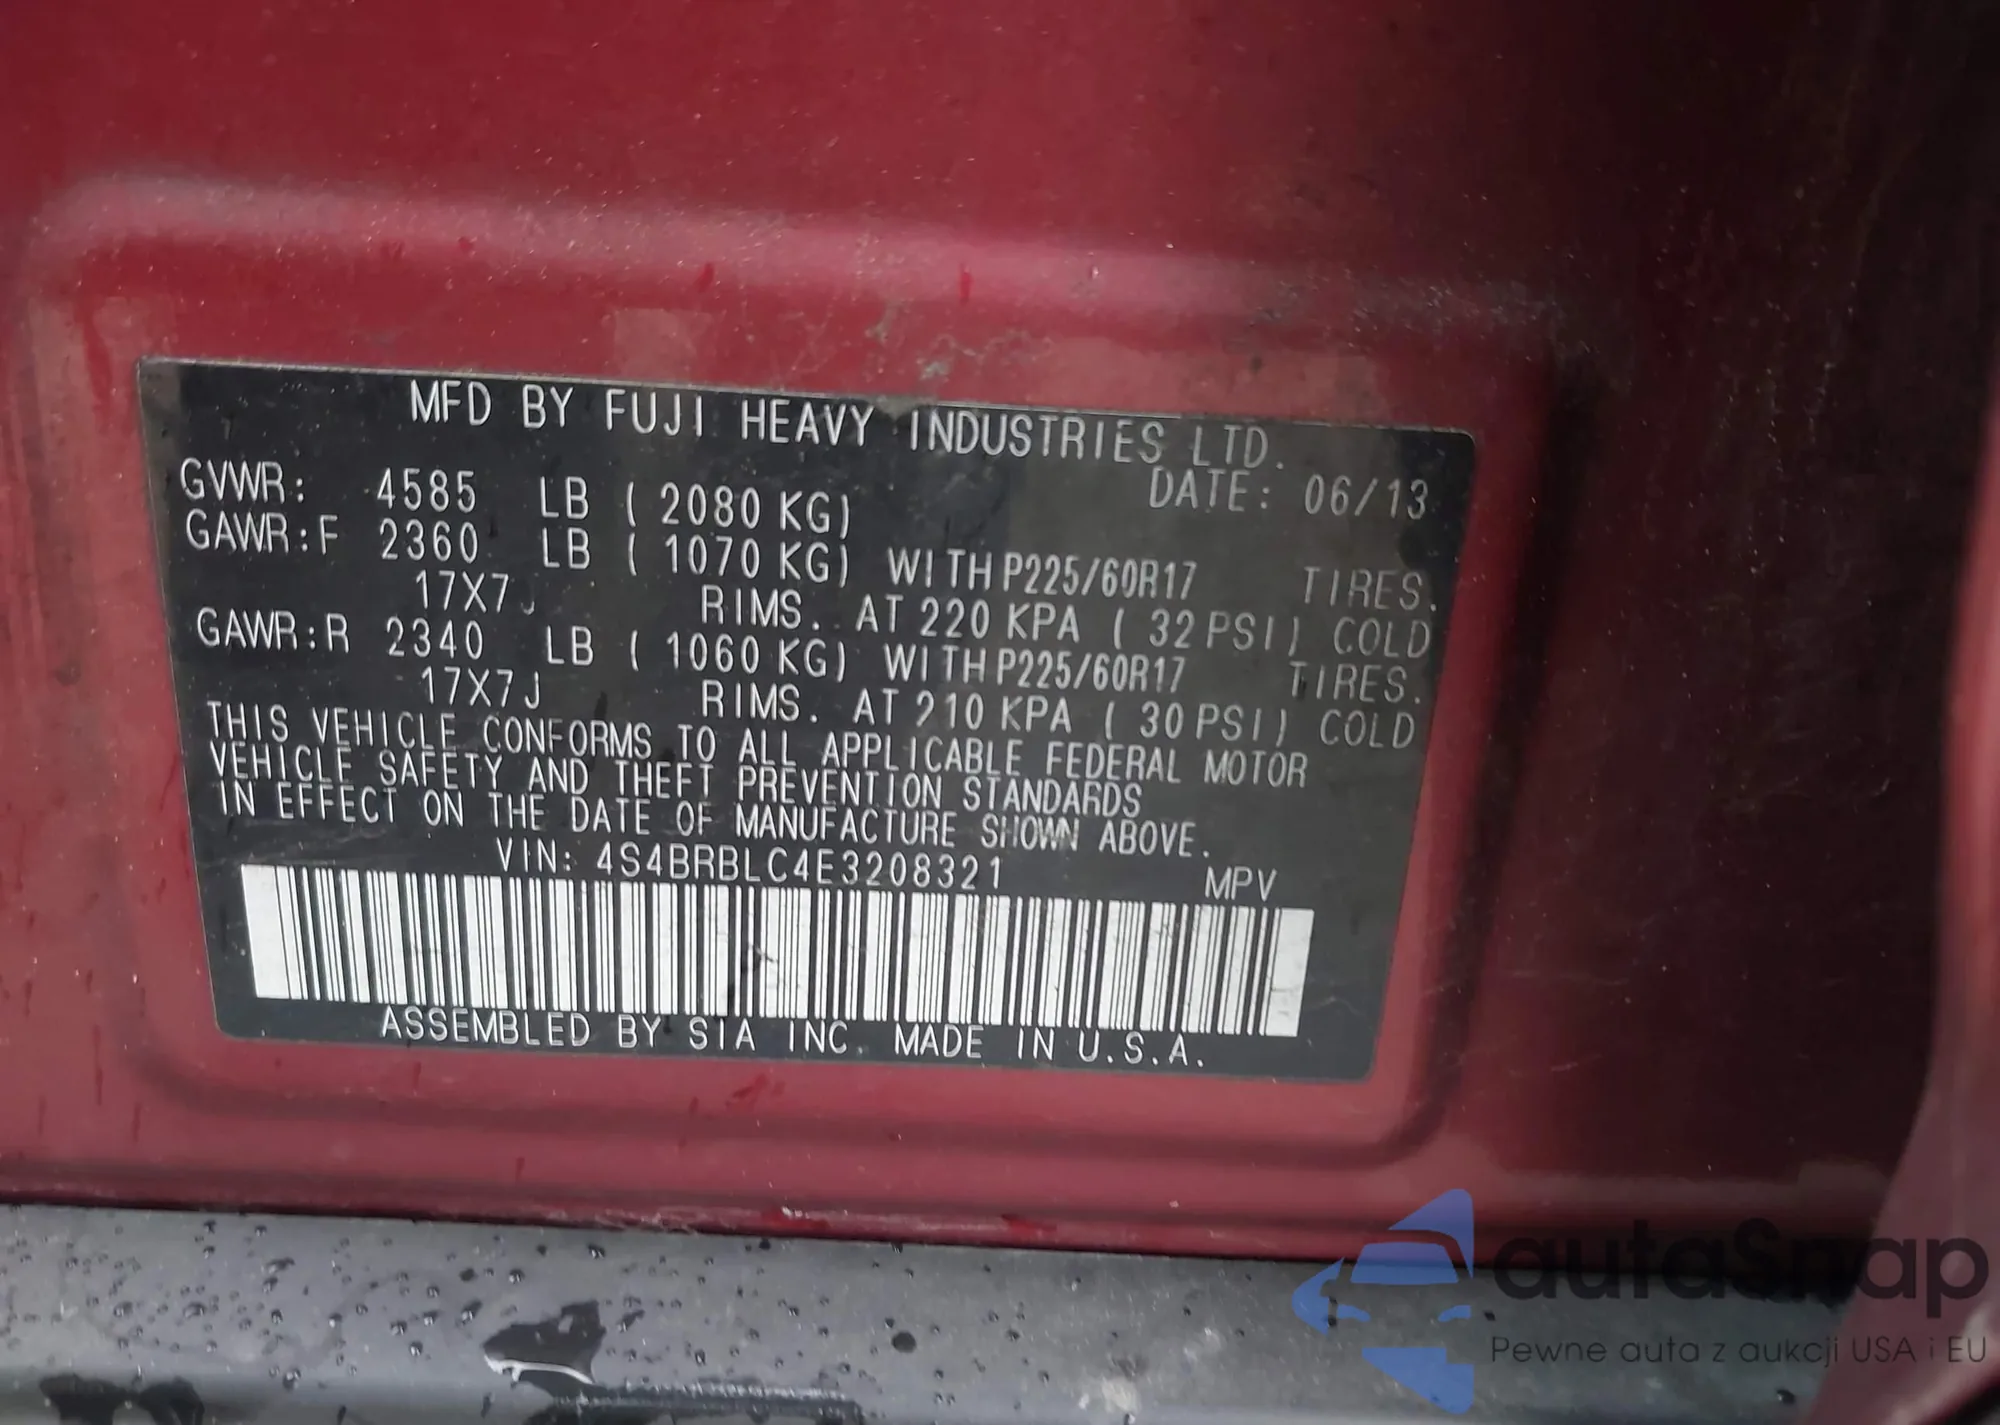 MFD BY FUJI HEAVY INDUSTRIES LTD.
DATE: 06/13
GVWR: 4585 LB ( 2080 KG)
GAWR:F 2360 LB ( 1070 KG) WITH P225/60R17 TIRES.
17X7J RIMS. AT 220 KPA ( 32 PSI) COLD
GAWR:R 2340 LB ( 1060 KG) WITH P225/60R17 TIRES.
17X7J RIMS. AT 210 KPA ( 30 PSI) COLD
THIS VEHICLE CONFORMS TO ALL APPLICABLE FEDERAL MOTOR
VEHICLE SAFETY AND THEFT PREVENTION STANDARDS
IN EFFECT ON THE DATE OF MANUFACTURE SHOWN ABOVE.
VIN: 4S4BRBLC4E3208321 MPV
ASSEMBLED BY SIA INC. MADE IN U.S.A.
autaSnap
Pewne auta z aukcji USA i EU